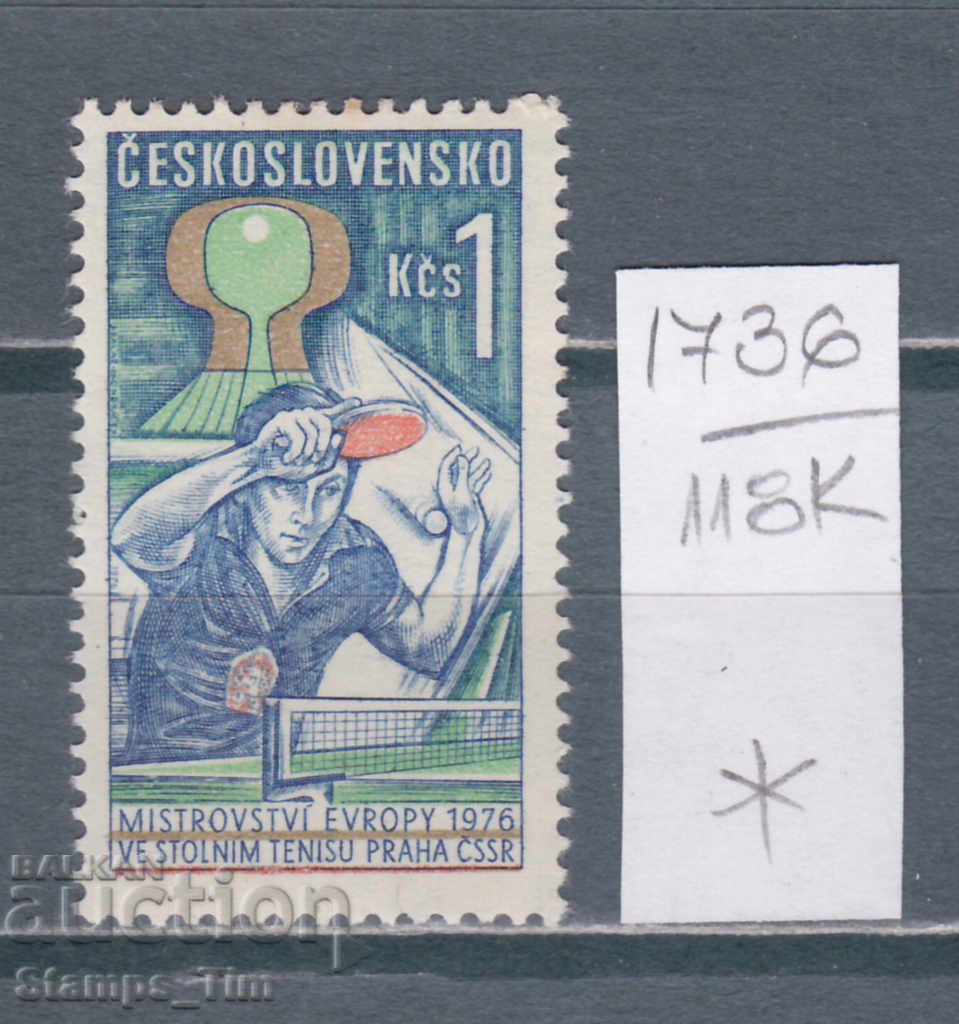 ČESKOSLOVENSKO
Kčs 1
MISTROVSTVÍ EVROPY 1976
VE STOLNÍM TENISU PRAHA ČSSR
1736
118K
*
BALKAN
auction
Stamps_Tim